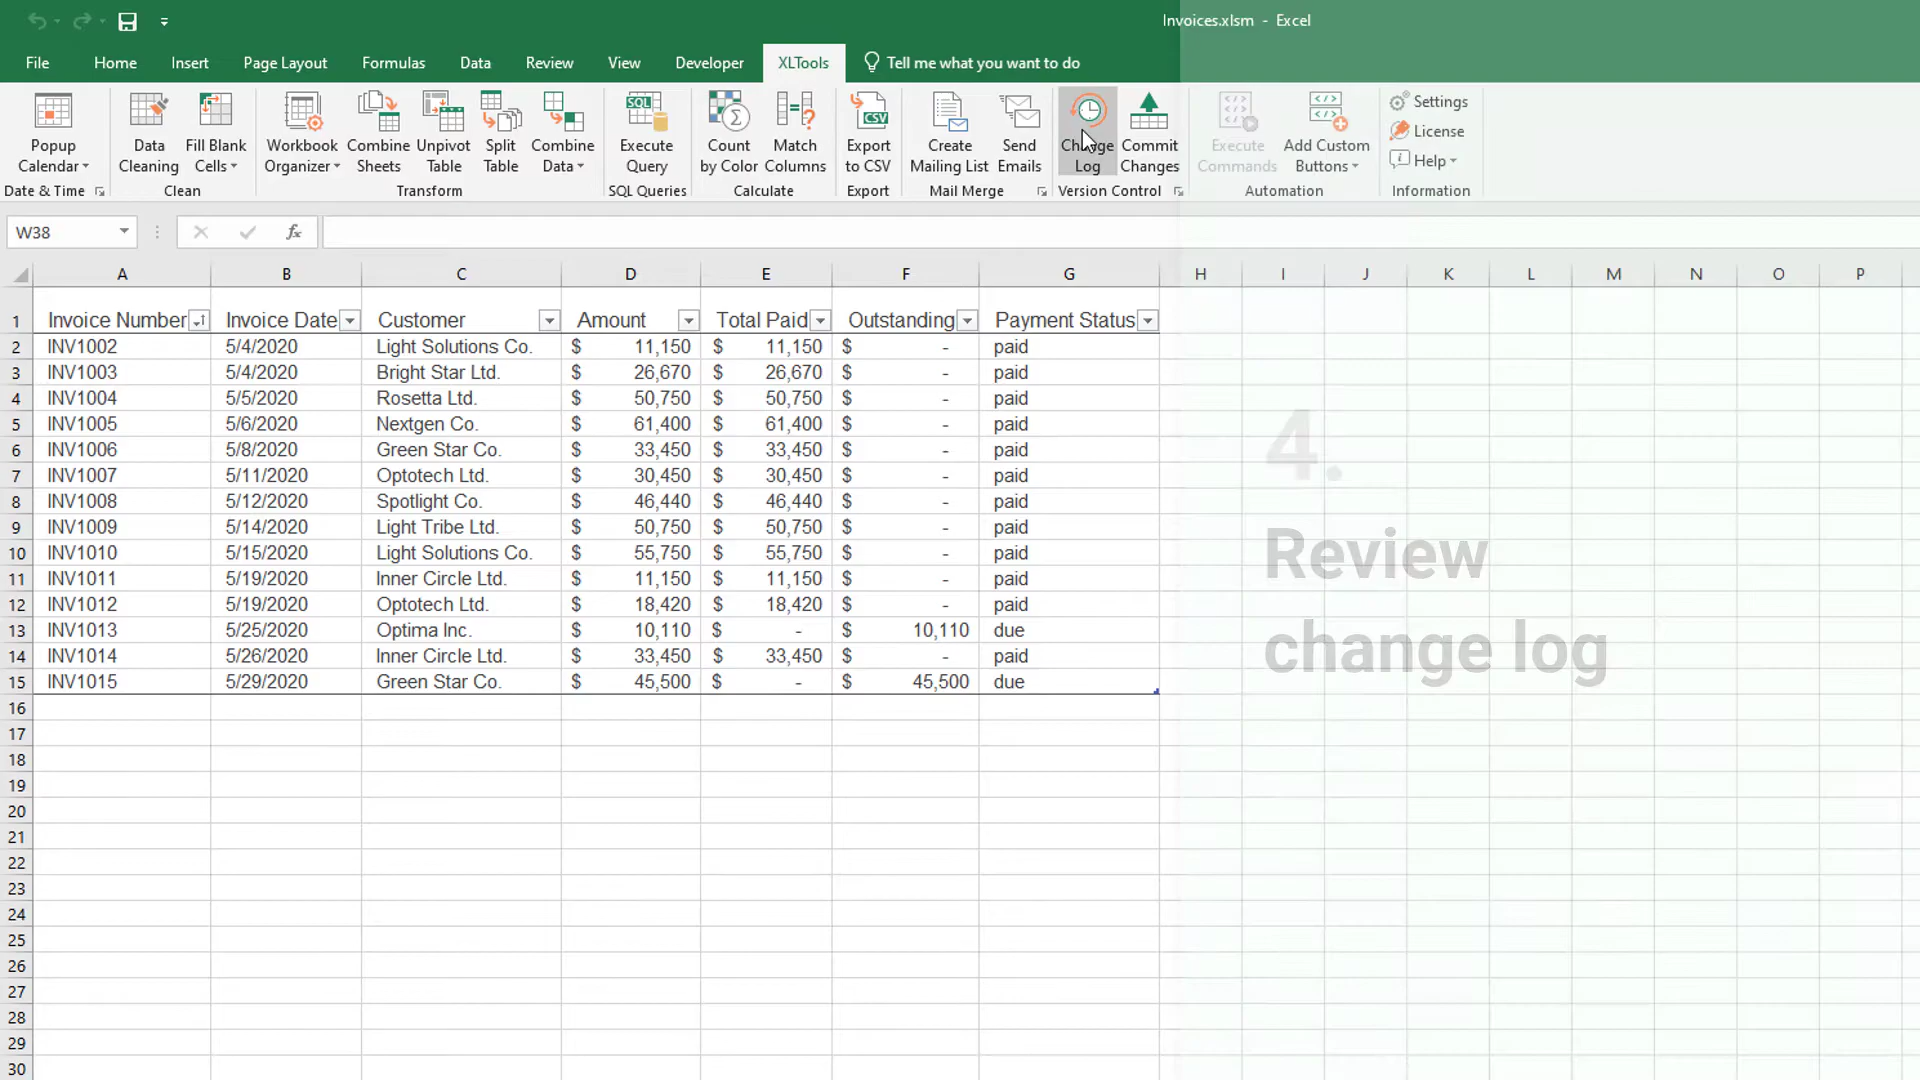 Invoices.xlsm - Excel
File Home Insert Page Layout Formulas Data Review View Developer XLTools Tell me what you want to do
Popup Calendar
Data Cleaning
Fill Blank Cells
Workbook Organizer
Combine Sheets
Unpivot Table
Split Table
Combine Data
SQL
Execute Query
Count by Color
Match Columns
CSV
Export to CSV
Create Mailing List
Send Emails
Change Log
Commit Changes
Execute Commands
Add Custom Buttons
Settings
License
Help
Date & Time Clean Transform SQL Queries Calculate Export Mail Merge Version Control Automation Information
W38 fx
A B C D E F G H I J K L M N O P
1 Invoice Number Invoice Date Customer Amount Total Paid Outstanding Payment Status
2 INV1002 5/4/2020 Light Solutions Co. $ 11,150 $ 11,150 $ - paid
3 INV1003 5/4/2020 Bright Star Ltd. $ 26,670 $ 26,670 $ - paid
4 INV1004 5/5/2020 Rosetta Ltd. $ 50,750 $ 50,750 $ - paid
5 INV1005 5/6/2020 Nextgen Co. $ 61,400 $ 61,400 $ - paid
6 INV1006 5/8/2020 Green Star Co. $ 33,450 $ 33,450 $ - paid
7 INV1007 5/11/2020 Optotech Ltd. $ 30,450 $ 30,450 $ - paid
8 INV1008 5/12/2020 Spotlight Co. $ 46,440 $ 46,440 $ - paid
9 INV1009 5/14/2020 Light Tribe Ltd. $ 50,750 $ 50,750 $ - paid
10 INV1010 5/15/2020 Light Solutions Co. $ 55,750 $ 55,750 $ - paid
11 INV1011 5/19/2020 Inner Circle Ltd. $ 11,150 $ 11,150 $ - paid
12 INV1012 5/19/2020 Optotech Ltd. $ 18,420 $ 18,420 $ - paid
13 INV1013 5/25/2020 Optima Inc. $ 10,110 $ - $ 10,110 due
14 INV1014 5/26/2020 Inner Circle Ltd. $ 33,450 $ 33,450 $ - paid
15 INV1015 5/29/2020 Green Star Co. $ 45,500 $ - $ 45,500 due
16
17
18
19
20
21
22
23
24
25
26
27
28
29
30
4.
Review
change log